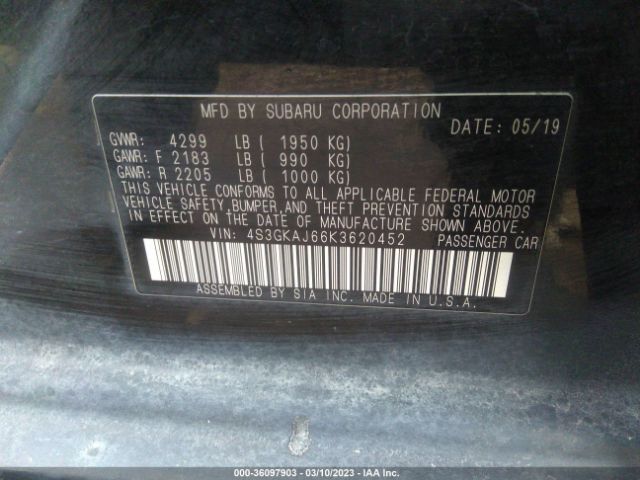 MFD BY SUBARU CORPORATION
DATE: 05/19
GVWR: 4299 LB ( 1950 KG)
GAWR: F 2183 LB ( 990 KG)
GAWR: R 2205 LB ( 1000 KG)
THIS VEHICLE CONFORMS TO ALL APPLICABLE FEDERAL MOTOR
VEHICLE SAFETY, BUMPER, AND THEFT PREVENTION STANDARDS
IN EFFECT ON THE DATE OF MANUFACTURE SHOWN ABOVE.
VIN: 4S3GKAJ66K3620452 PASSENGER CAR
ASSEMBLED BY SIA INC. MADE IN U.S.A.
000-36097903 — 03/10/2023 — IAA Inc.